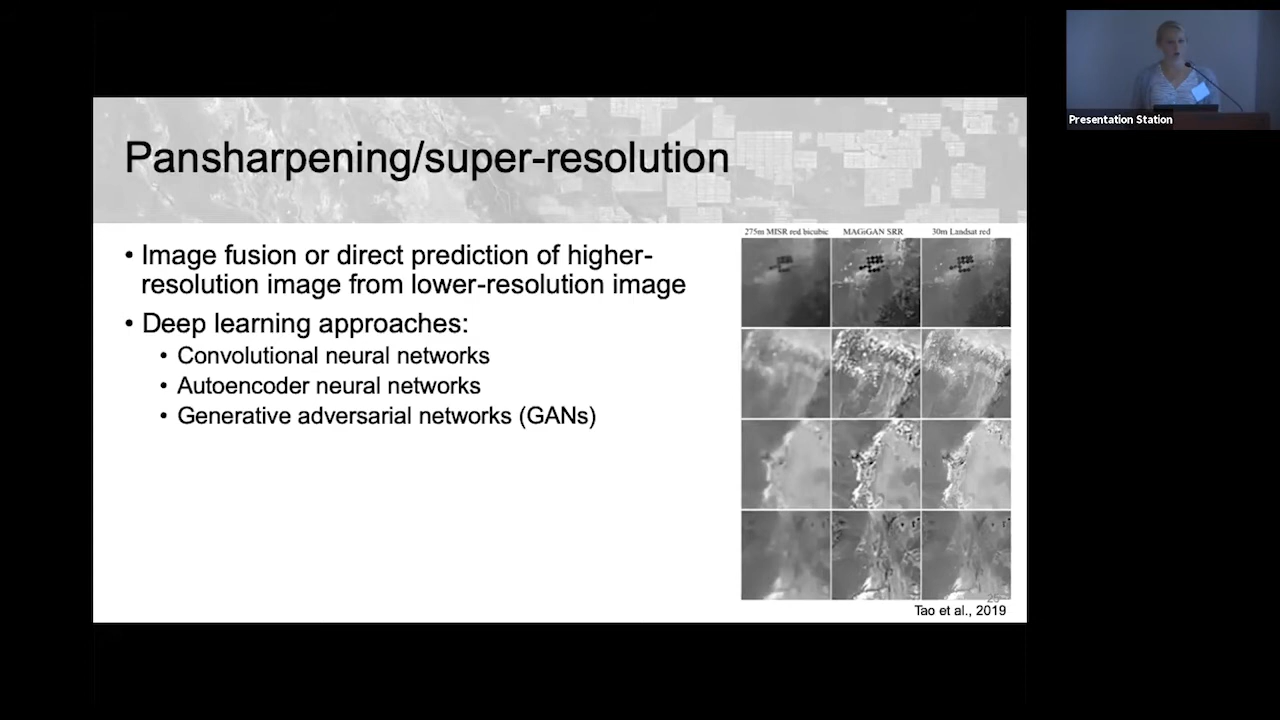 Pansharpening/super-resolution
• Image fusion or direct prediction of higher-
resolution image from lower-resolution image
• Deep learning approaches:
• Convolutional neural networks
• Autoencoder neural networks
• Generative adversarial networks (GANs)
275m MISR red bicubic MAGiGAN SRR 30m Landsat red
Tao et al., 2019
Presentation Station